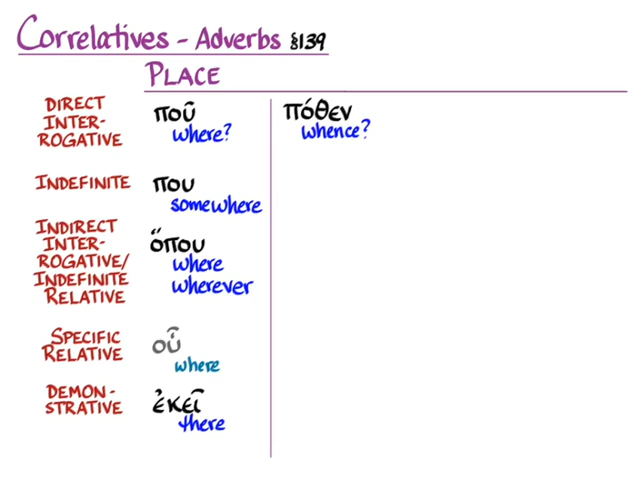 Correlatives - Adverbs §139
PLACE
DIRECT
INTER-
ROGATIVE
ποῦ
where?
πόθεν
whence?
INDEFINITE
που
somewhere
INDIRECT
INTER-
ROGATIVE/
INDEFINITE
RELATIVE
ὅπου
where
wherever
SPECIFIC
RELATIVE
οὗ
where
DEMON-
STRATIVE
ἐκεῖ
there